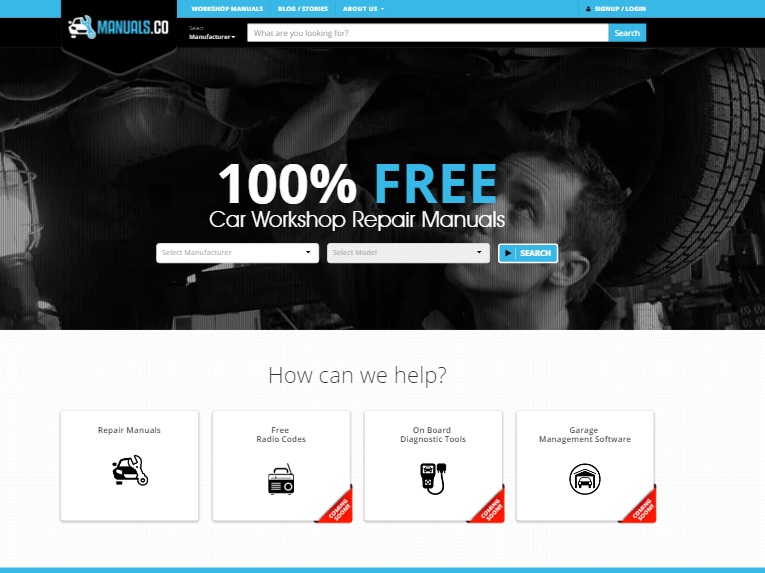 MANUALS.CO
WORKSHOP MANUALS
BLOG / STORIES
ABOUT US
SIGNUP / LOGIN
Select
Manufacturer
What are you looking for?
Search
100% FREE
Car Workshop Repair Manuals
Select Manufacturer
Select Model
SEARCH
How can we help?
Repair Manuals
Free
Radio Codes
COMING
SOON!!
On Board
Diagnostic Tools
COMING
SOON!!
Garage
Management Software
COMING
SOON!!